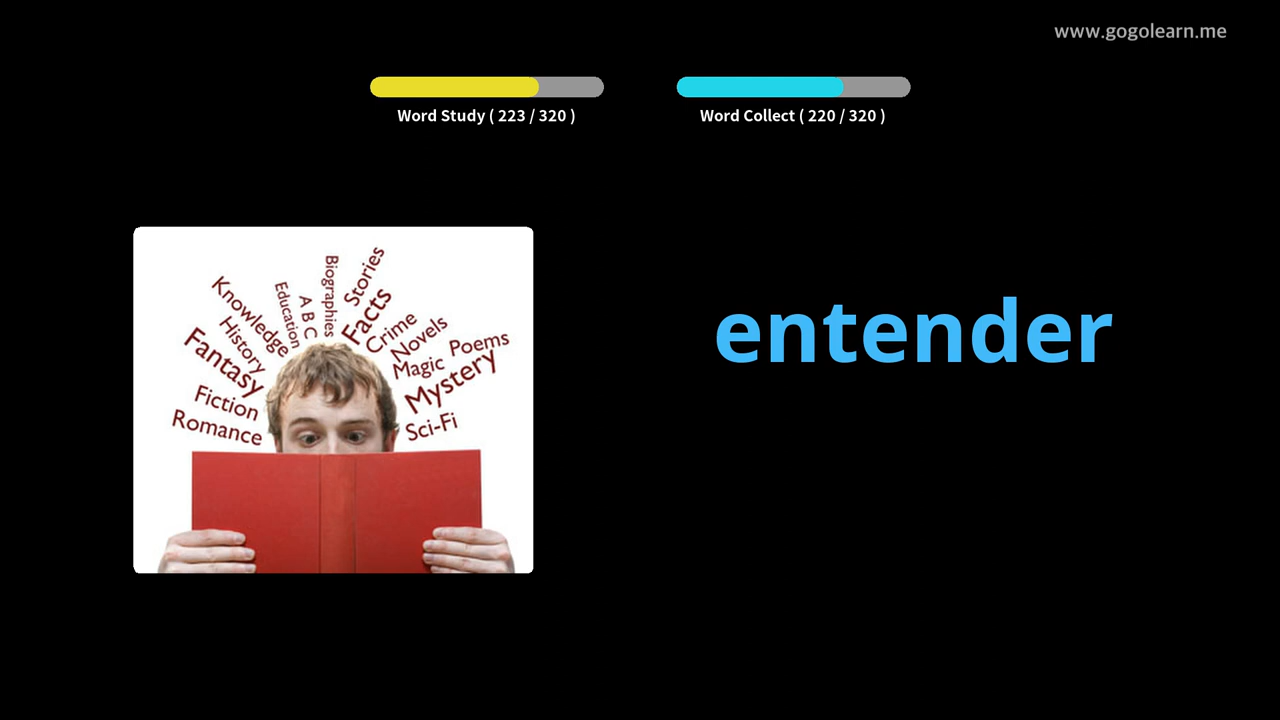 www.gogolearn.me
Word Study ( 223 / 320 )
Word Collect ( 220 / 320 )
entender
Biographies
Stories
Education
A B C
Facts
Knowledge
History
Crime
Novels
Poems
Fantasy
Magic
Mystery
Fiction
Romance
Sci-Fi